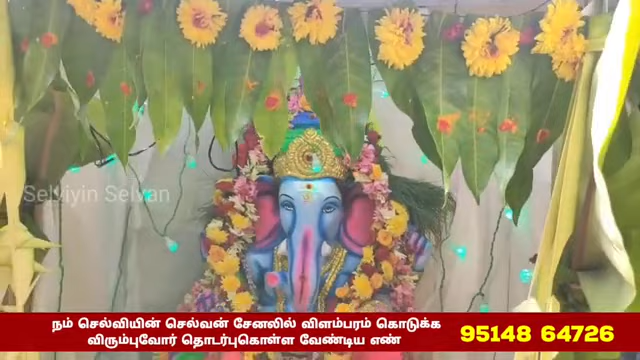 Selviyin Selvan
நம் செல்வியின் செல்வன் சேனலில் விளம்பரம் கொடுக்க
விரும்புவோர் தொடர்புகொள்ள வேண்டிய எண்
95148 64726